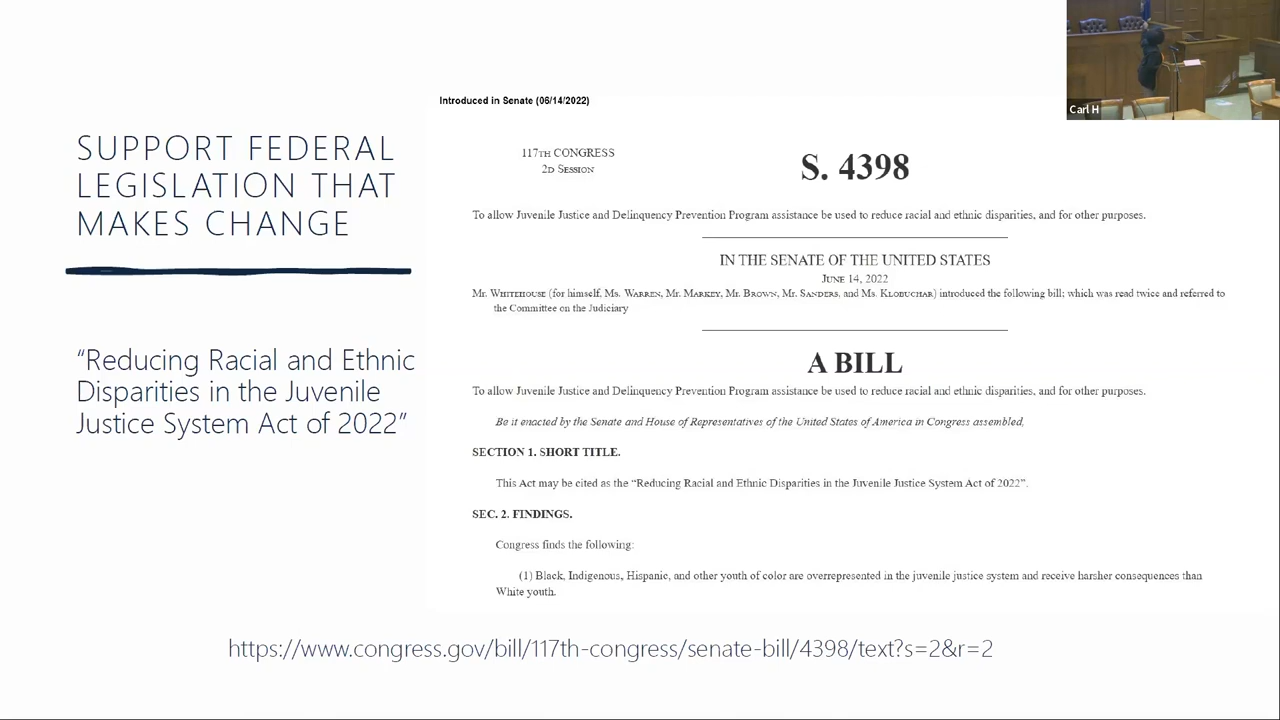 Carl H
SUPPORT FEDERAL
LEGISLATION THAT
MAKES CHANGE
“Reducing Racial and Ethnic
Disparities in the Juvenile
Justice System Act of 2022”
Introduced in Senate (06/14/2022)
117TH CONGRESS
2D SESSION
S. 4398
To allow Juvenile Justice and Delinquency Prevention Program assistance be used to reduce racial and ethnic disparities, and for other purposes.
IN THE SENATE OF THE UNITED STATES
JUNE 14, 2022
Mr. WHITEHOUSE (for himself, Ms. WARREN, Mr. MARKEY, Mr. BROWN, Mr. SANDERS, and Ms. KLOBUCHAR) introduced the following bill; which was read twice and referred to
the Committee on the Judiciary
A BILL
To allow Juvenile Justice and Delinquency Prevention Program assistance be used to reduce racial and ethnic disparities, and for other purposes.
Be it enacted by the Senate and House of Representatives of the United States of America in Congress assembled,
SECTION 1. SHORT TITLE.
This Act may be cited as the “Reducing Racial and Ethnic Disparities in the Juvenile Justice System Act of 2022”.
SEC. 2. FINDINGS.
Congress finds the following:
(1) Black, Indigenous, Hispanic, and other youth of color are overrepresented in the juvenile justice system and receive harsher consequences than
White youth.
https://www.congress.gov/bill/117th-congress/senate-bill/4398/text?s=2&r=2